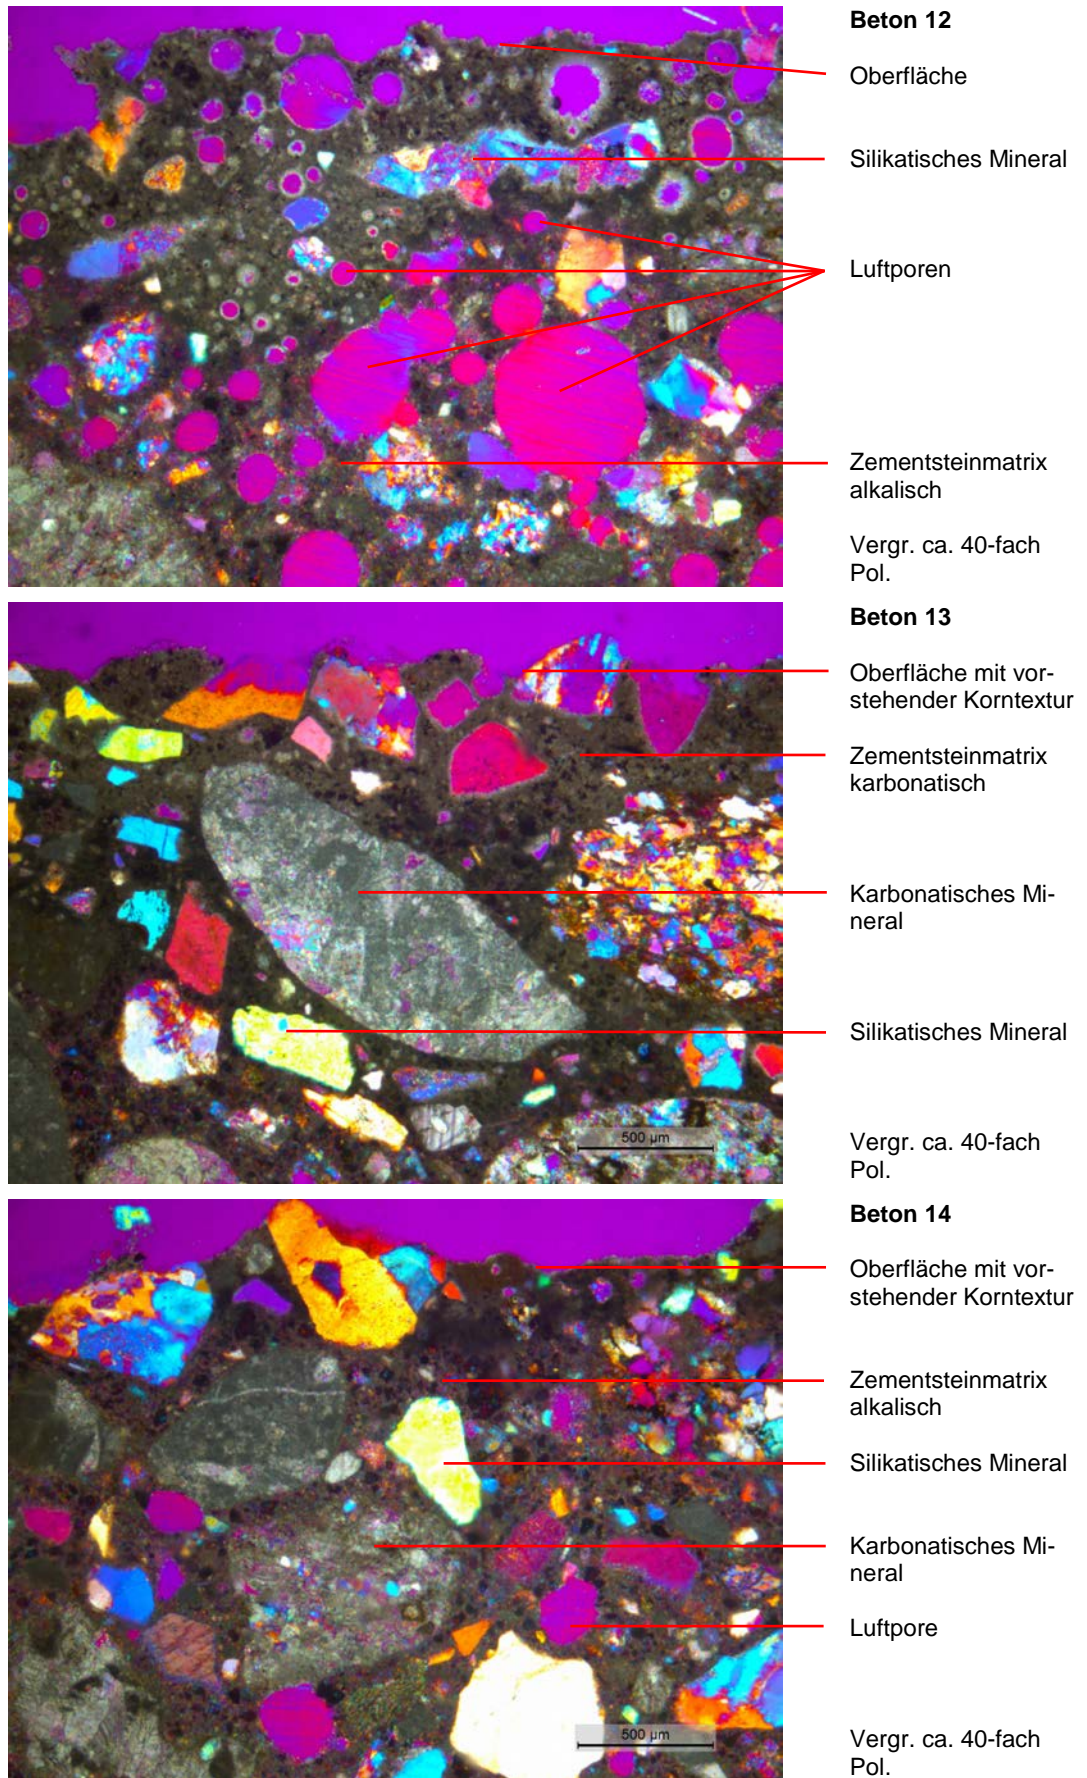 Beton 12
Oberfläche
Silikatisches Mineral
Luftporen
Zementsteinmatrix
alkalisch
Vergr. ca. 40-fach
Pol.
Beton 13
Oberfläche mit vor-
stehender Korntextur
Zementsteinmatrix
karbonatisch
Karbonatisches Mi-
neral
Silikatisches Mineral
500 µm
Vergr. ca. 40-fach
Pol.
Beton 14
Oberfläche mit vor-
stehender Korntextur
Zementsteinmatrix
alkalisch
Silikatisches Mineral
Karbonatisches Mi-
neral
Luftpore
500 µm
Vergr. ca. 40-fach
Pol.